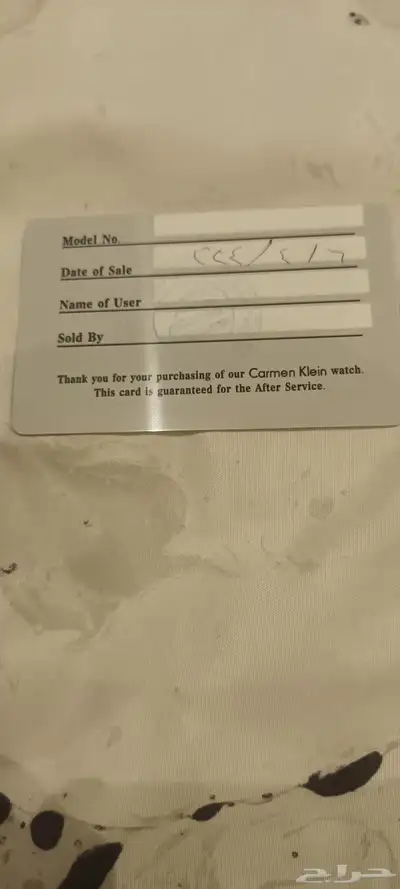 Model No.
Date of Sale
Name of User
Sold By
Thank you for your purchasing of our Carmen Klein watch.
This card is guaranteed for the After Service.
حراج